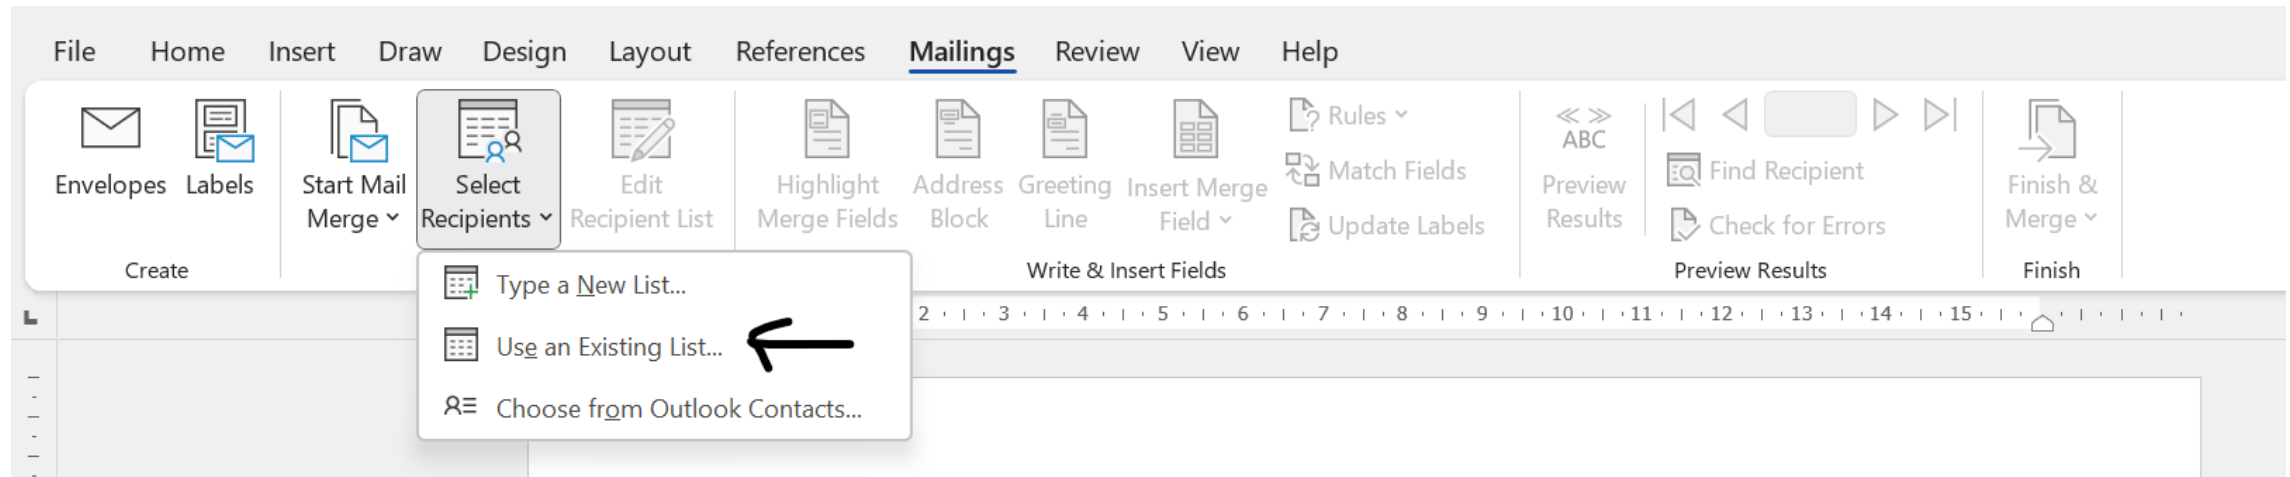 File Home Insert Draw Design Layout References Mailings Review View Help
Envelopes
Labels
Start Mail
Merge
Select
Recipients
Edit
Recipient List
Highlight
Merge Fields
Address
Block
Greeting
Line
Insert Merge
Field
Rules
Match Fields
Update Labels
ABC
Preview
Results
Find Recipient
Check for Errors
Finish &
Merge
Create
Write & Insert Fields
Preview Results
Finish
Type a New List...
Use an Existing List...
Choose from Outlook Contacts...
2 3 4 5 6 7 8 9 10 11 12 13 14 15